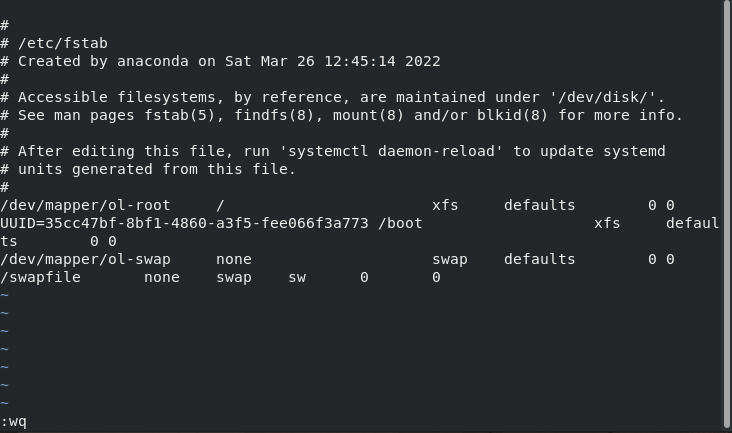 #
# /etc/fstab
# Created by anaconda on Sat Mar 26 12:45:14 2022
#
# Accessible filesystems, by reference, are maintained under '/dev/disk/'.
# See man pages fstab(5), findfs(8), mount(8) and/or blkid(8) for more info.
#
# After editing this file, run 'systemctl daemon-reload' to update systemd
# units generated from this file.
#
/dev/mapper/ol-root     /                       xfs     defaults        0 0
UUID=35cc47bf-8bf1-4860-a3f5-fee066f3a773 /boot                   xfs     defaul
ts        0 0
/dev/mapper/ol-swap     none                    swap    defaults        0 0
/swapfile       none    swap    sw      0       0
~
~
~
~
~
~
~
:wq